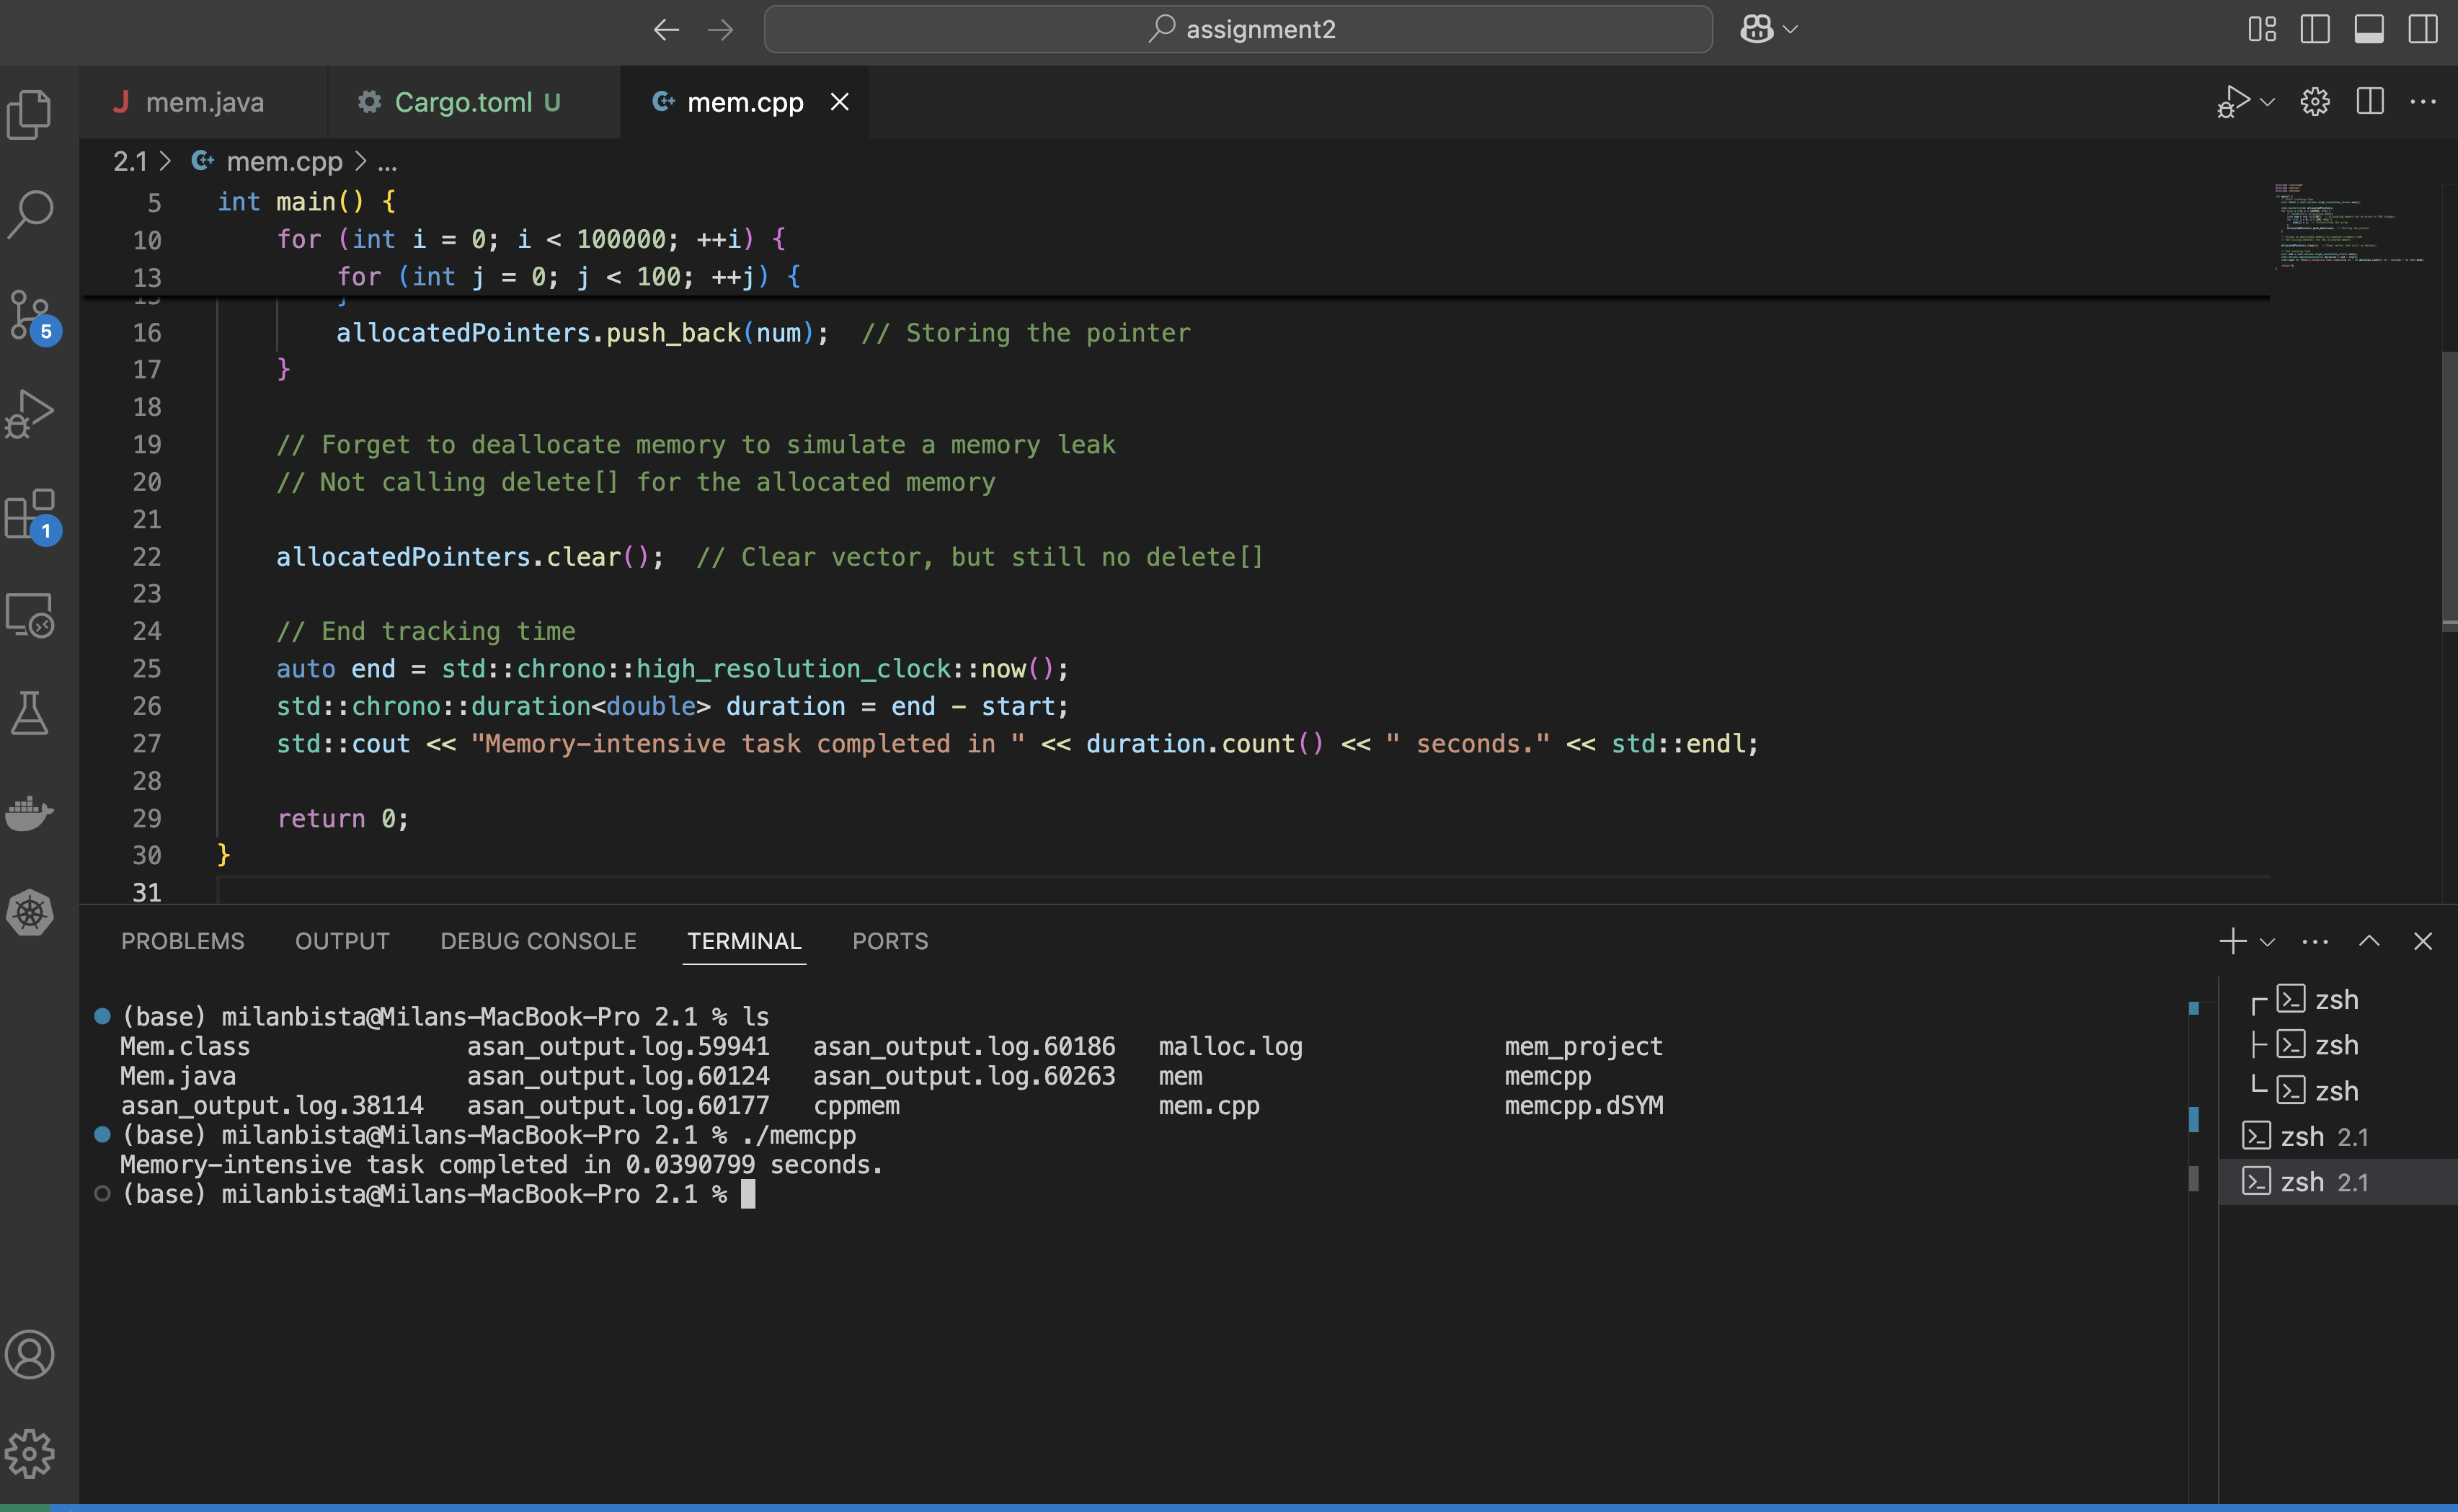 assignment2
mem.java
Cargo.toml U
mem.cpp
2.1 > mem.cpp > ...
5 int main() {
10 for (int i = 0; i < 100000; ++i) {
13 for (int j = 0; j < 100; ++j) {
15 }
16 allocatedPointers.push_back(num);  // Storing the pointer
17 }
18
19 // Forget to deallocate memory to simulate a memory leak
20 // Not calling delete[] for the allocated memory
21
22 allocatedPointers.clear();  // Clear vector, but still no delete[]
23
24 // End tracking time
25 auto end = std::chrono::high_resolution_clock::now();
26 std::chrono::duration<double> duration = end - start;
27 std::cout << "Memory-intensive task completed in " << duration.count() << " seconds." << std::endl;
28
29 return 0;
30 }
31
5
1
PROBLEMS OUTPUT DEBUG CONSOLE TERMINAL PORTS
(base) milanbista@Milans-MacBook-Pro 2.1 % ls
Mem.class asan_output.log.59941 asan_output.log.60186 malloc.log mem_project
Mem.java asan_output.log.60124 asan_output.log.60263 mem memcpp
asan_output.log.38114 asan_output.log.60177 cppmem mem.cpp memcpp.dSYM
(base) milanbista@Milans-MacBook-Pro 2.1 % ./memcpp
Memory-intensive task completed in 0.0390799 seconds.
(base) milanbista@Milans-MacBook-Pro 2.1 %
zsh
zsh
zsh
zsh 2.1
zsh 2.1